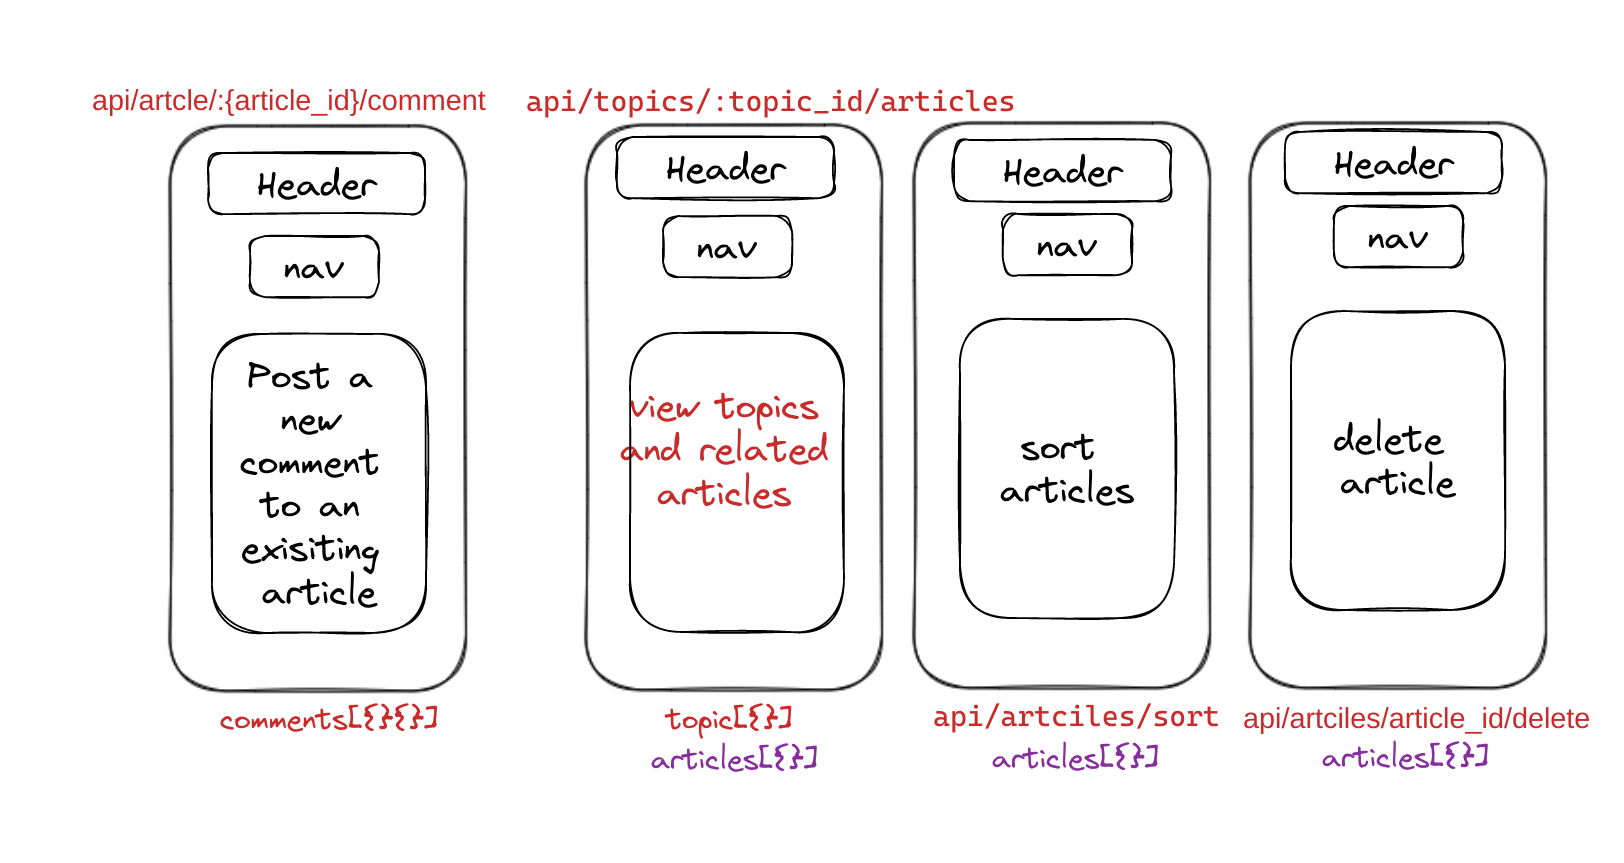 api/artcle/:{article_id}/comment
Header
nav
Post a
new
comment
to an
exisiting
article
comments[{}{}]
api/topics/:topic_id/articles
Header
nav
view topics
and related
articles
topic[{}]
articles[{}]
Header
nav
sort
articles
api/artciles/sort
articles[{}]
Header
nav
delete
article
api/artciles/article_id/delete
articles[{}]